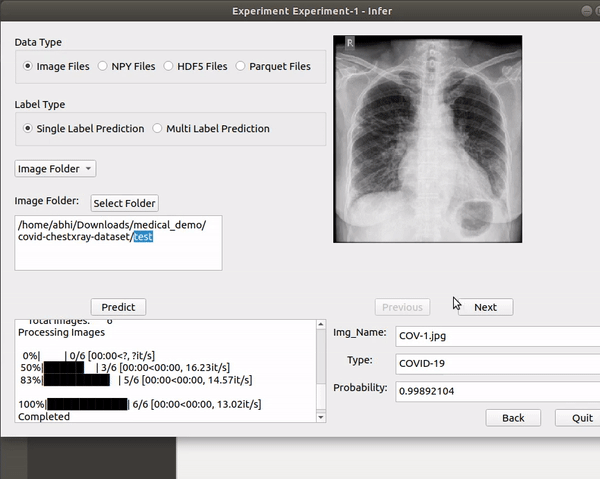 Experiment Experiment-1 - Infer
Data Type
Image Files NPY Files HDF5 Files Parquet Files
Label Type
Single Label Prediction Multi Label Prediction
Image Folder
Image Folder: Select Folder
/home/abhi/Downloads/medical_demo/
covid-chestxray-dataset/test
R
Predict
Total Images: 6
Processing Images
0%| | 0/6 [00:00<?, ?it/s]
50%|█████ | 3/6 [00:00<00:00, 16.23it/s]
83%|████████ | 5/6 [00:00<00:00, 14.57it/s]
100%|██████████| 6/6 [00:00<00:00, 13.02it/s]
Completed
Previous Next
Img_Name: COV-1.jpg
Type: COVID-19
Probability: 0.99892104
Back Quit